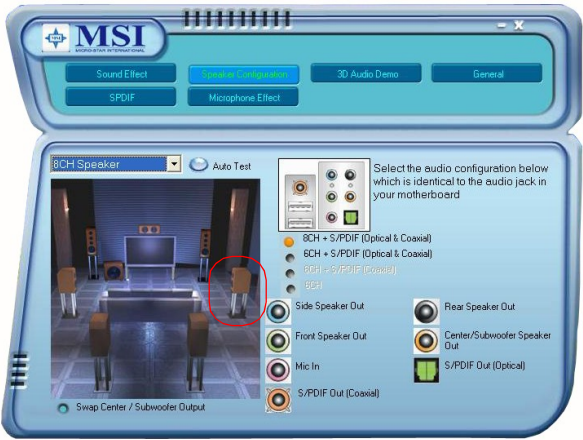 MSI
MICRO-STAR INTERNATIONAL
Sound Effect
Speaker Configuration
3D Audio Demo
General
SPDIF
Microphone Effect
8CH Speaker
Auto Test
Select the audio configuration below
which is identical to the audio jack in
your motherboard
8CH + S/PDIF (Optical & Coaxial)
6CH + S/PDIF (Optical & Coaxial)
6CH + S/PDIF (Coaxial)
6CH
Side Speaker Out
Rear Speaker Out
Front Speaker Out
Center/Subwoofer Speaker
Out
Mic In
S/PDIF Out (Optical)
S/PDIF Out (Coaxial)
Swap Center / Subwoofer Output